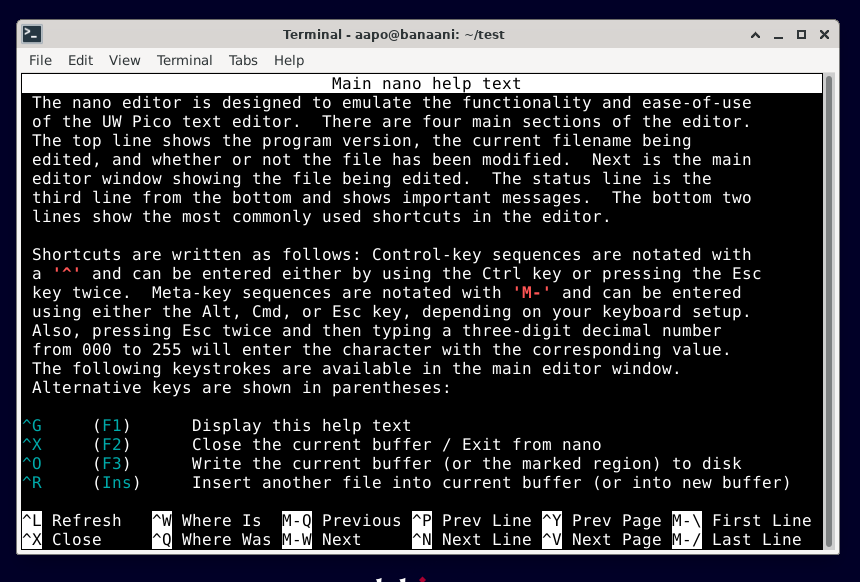 Terminal - aapo@banaani: ~/test
File Edit View Terminal Tabs Help
Main nano help text
The nano editor is designed to emulate the functionality and ease-of-use
of the UW Pico text editor.  There are four main sections of the editor.
The top line shows the program version, the current filename being
edited, and whether or not the file has been modified.  Next is the main
editor window showing the file being edited.  The status line is the
third line from the bottom and shows important messages.  The bottom two
lines show the most commonly used shortcuts in the editor.
Shortcuts are written as follows: Control-key sequences are notated with
a '^' and can be entered either by using the Ctrl key or pressing the Esc
key twice.  Meta-key sequences are notated with 'M-' and can be entered
using either the Alt, Cmd, or Esc key, depending on your keyboard setup.
Also, pressing Esc twice and then typing a three-digit decimal number
from 000 to 255 will enter the character with the corresponding value.
The following keystrokes are available in the main editor window.
Alternative keys are shown in parentheses:
^G (F1) Display this help text
^X (F2) Close the current buffer / Exit from nano
^O (F3) Write the current buffer (or the marked region) to disk
^R (Ins) Insert another file into current buffer (or into new buffer)
^L Refresh ^W Where Is M-Q Previous ^P Prev Line ^Y Prev Page M-\ First Line
^X Close ^Q Where Was M-W Next ^N Next Line ^V Next Page M-/ Last Line